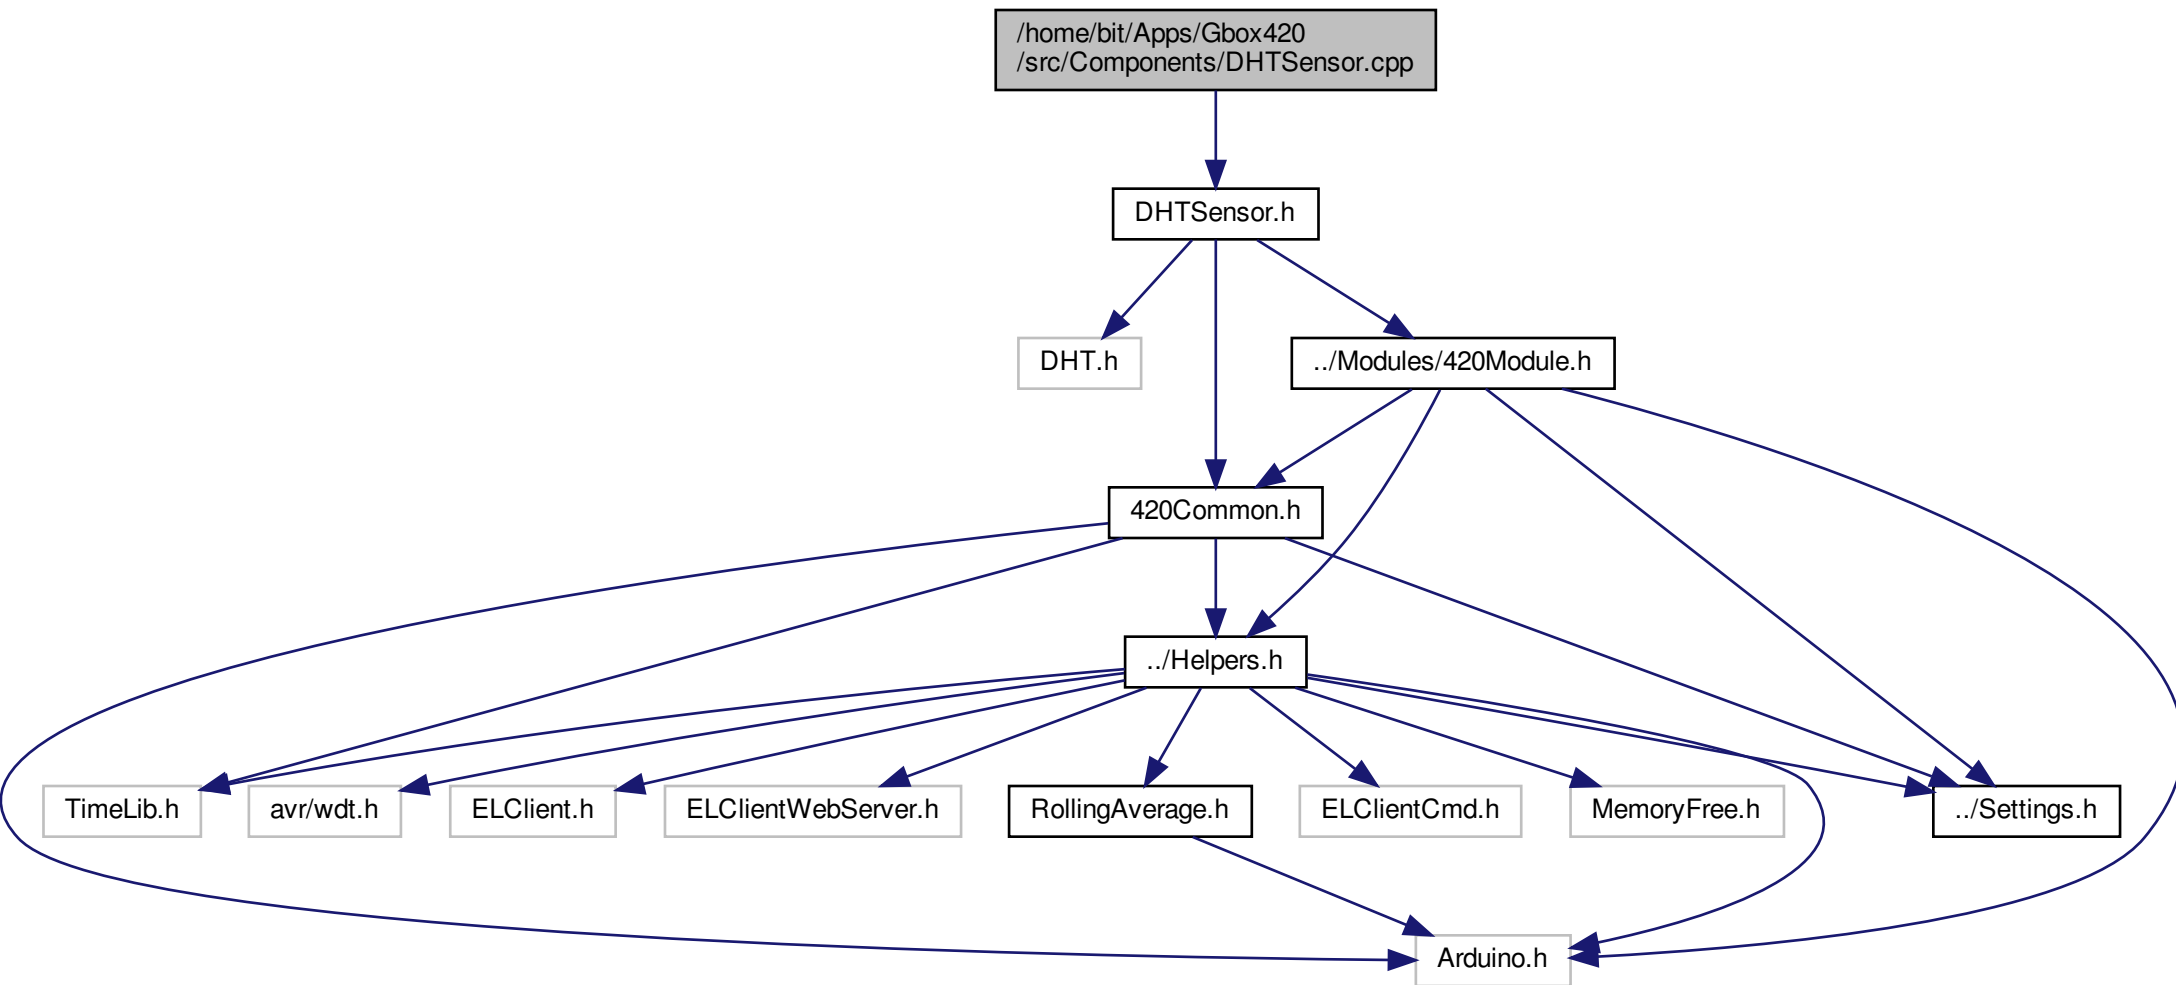 /home/bit/Apps/Gbox420
/src/Components/DHTSensor.cpp
DHTSensor.h
DHT.h
../Modules/420Module.h
420Common.h
../Helpers.h
TimeLib.h
avr/wdt.h
ELClient.h
ELClientWebServer.h
RollingAverage.h
ELClientCmd.h
MemoryFree.h
../Settings.h
Arduino.h